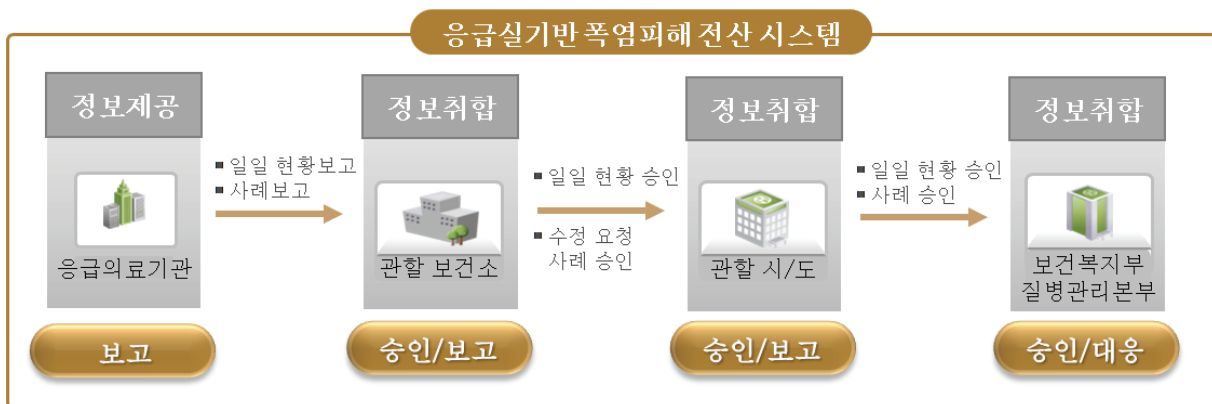 응급실기반 폭염피해 전산 시스템
정보제공
응급의료기관
보고
▪ 일일 현황보고
▪ 사례보고
정보취합
관할 보건소
승인/보고
▪ 일일 현황 승인
▪ 수정 요청
사례 승인
정보취합
관할 시/도
승인/보고
▪ 일일 현황 승인
▪ 사례 승인
정보취합
보건복지부
질병관리본부
승인/대응